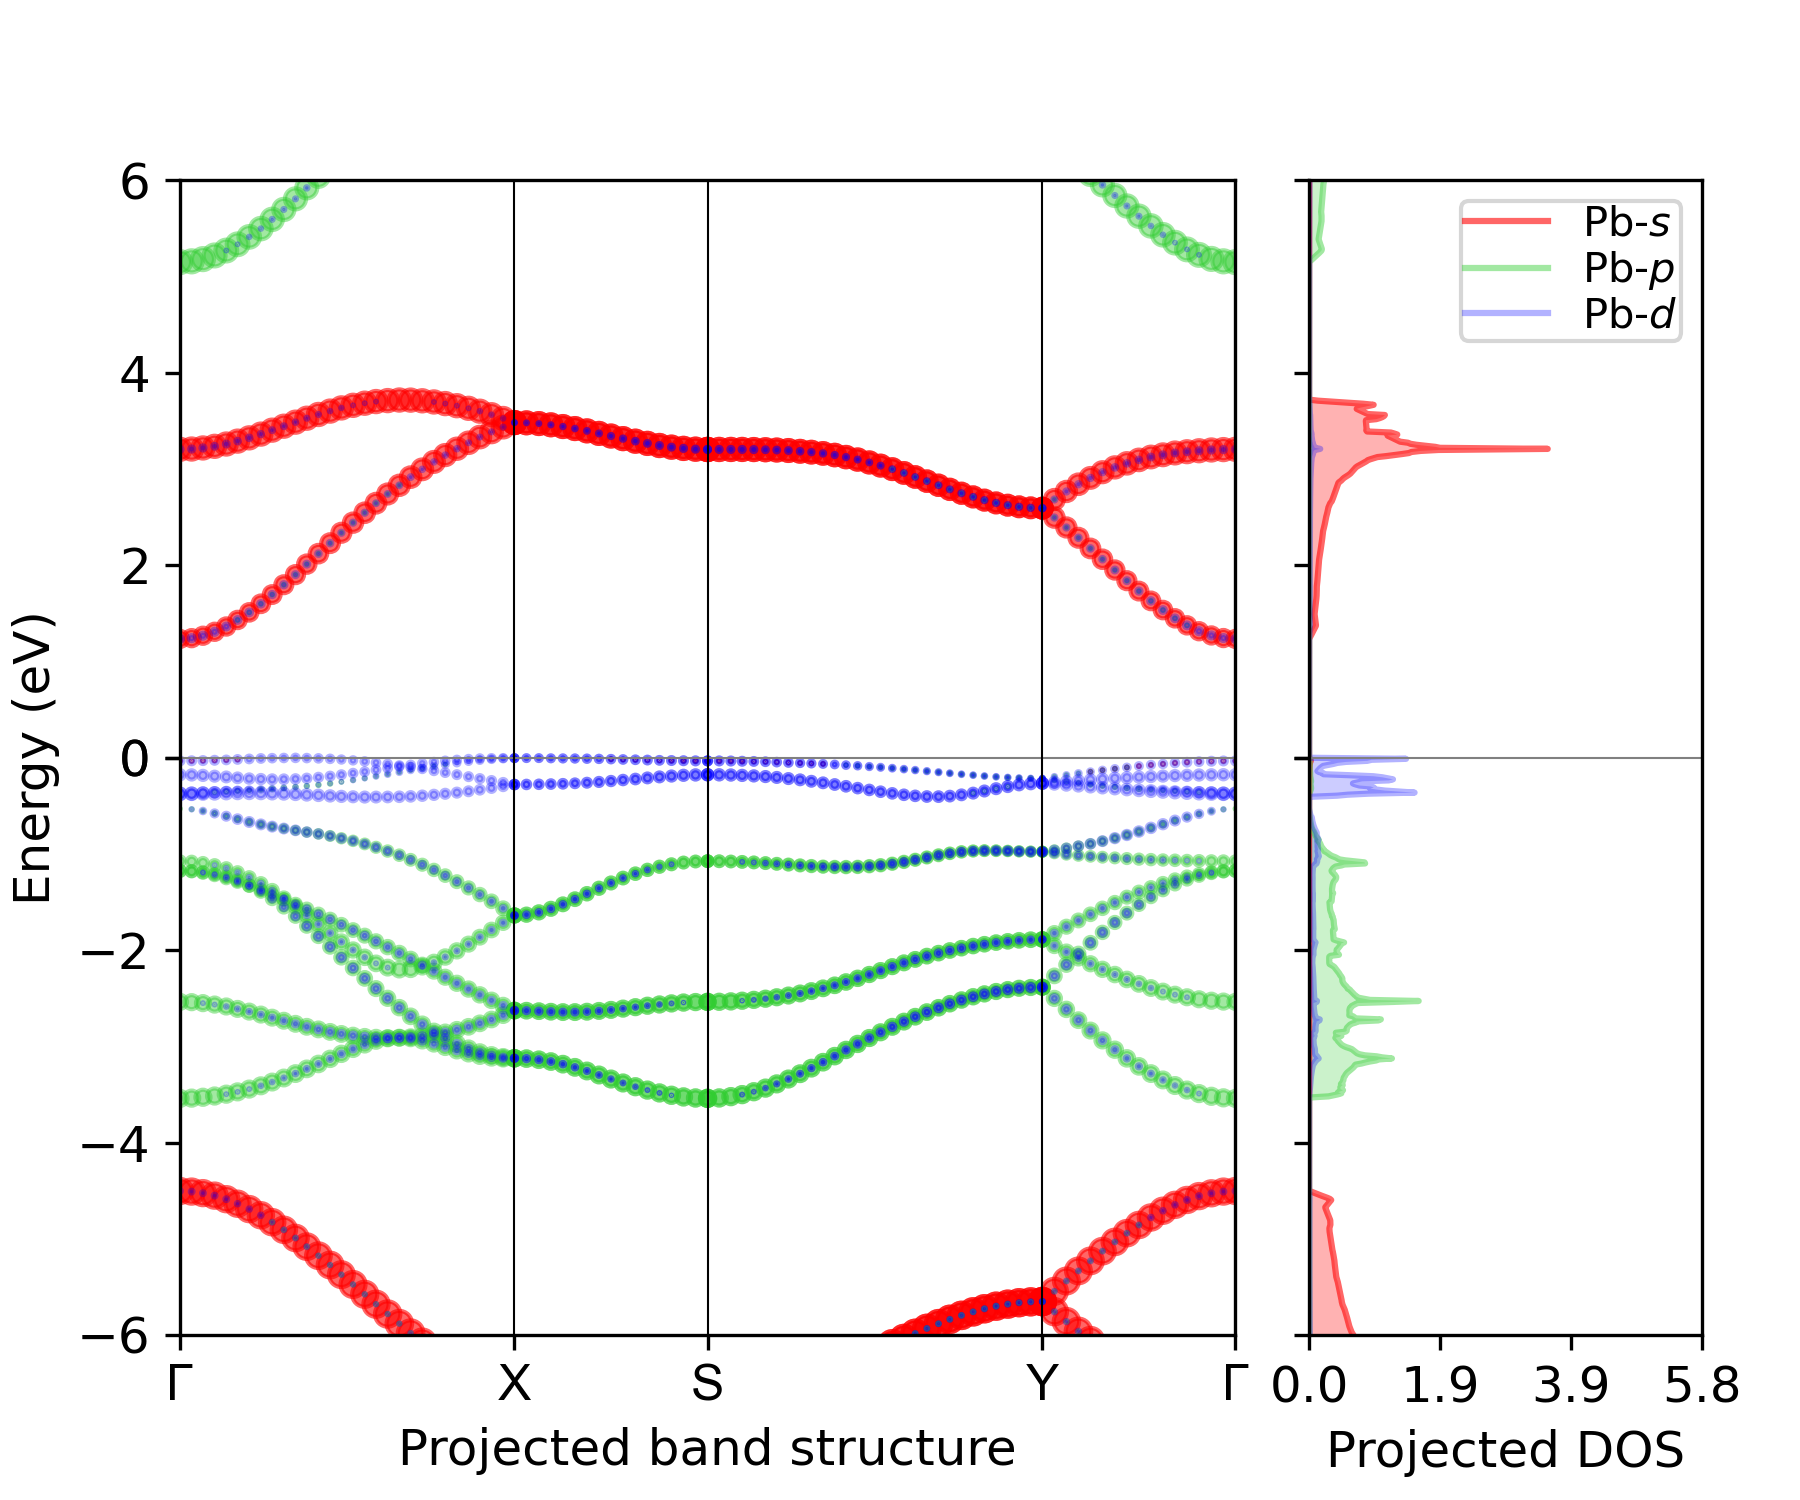 6
4
2
0
−2
−4
−6
Energy (eV)
Γ
X
S
Y
Γ
Projected band structure
Pb-s
Pb-p
Pb-d
0.0
1.9
3.9
5.8
Projected DOS